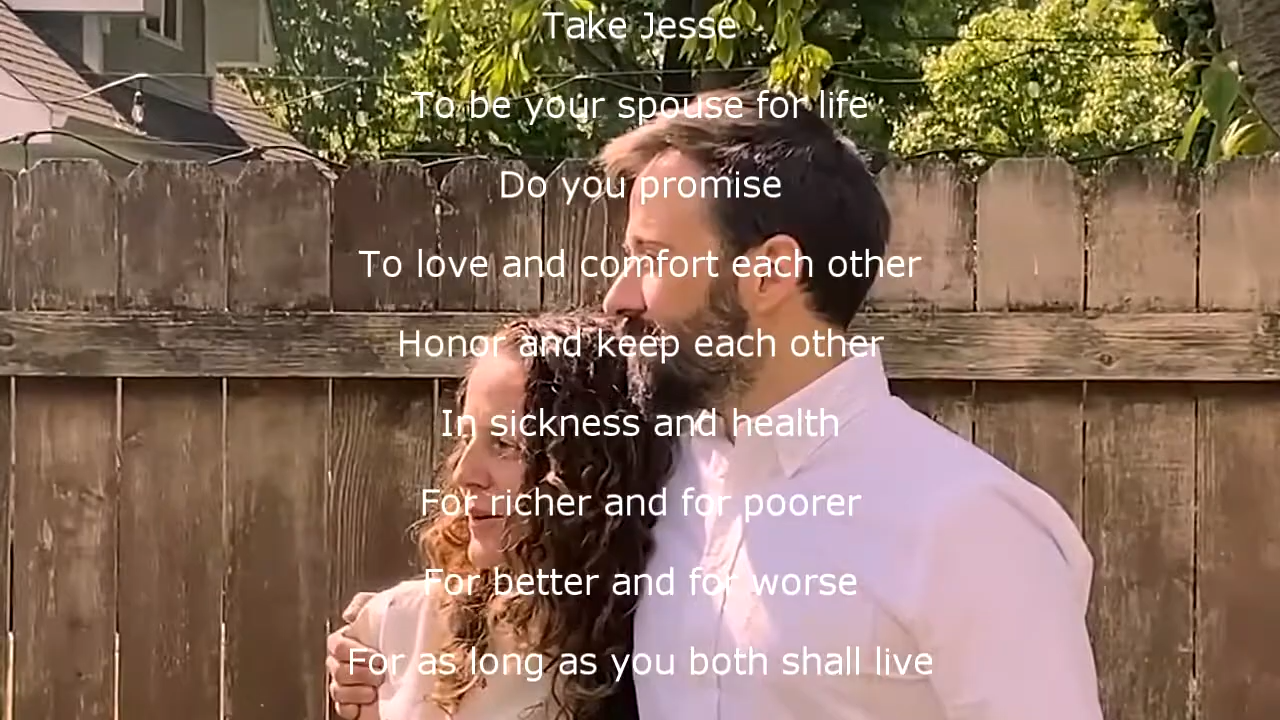 Take Jesse
To be your spouse for life
Do you promise
To love and comfort each other
Honor and keep each other
In sickness and health
For richer and for poorer
For better and for worse
For as long as you both shall live